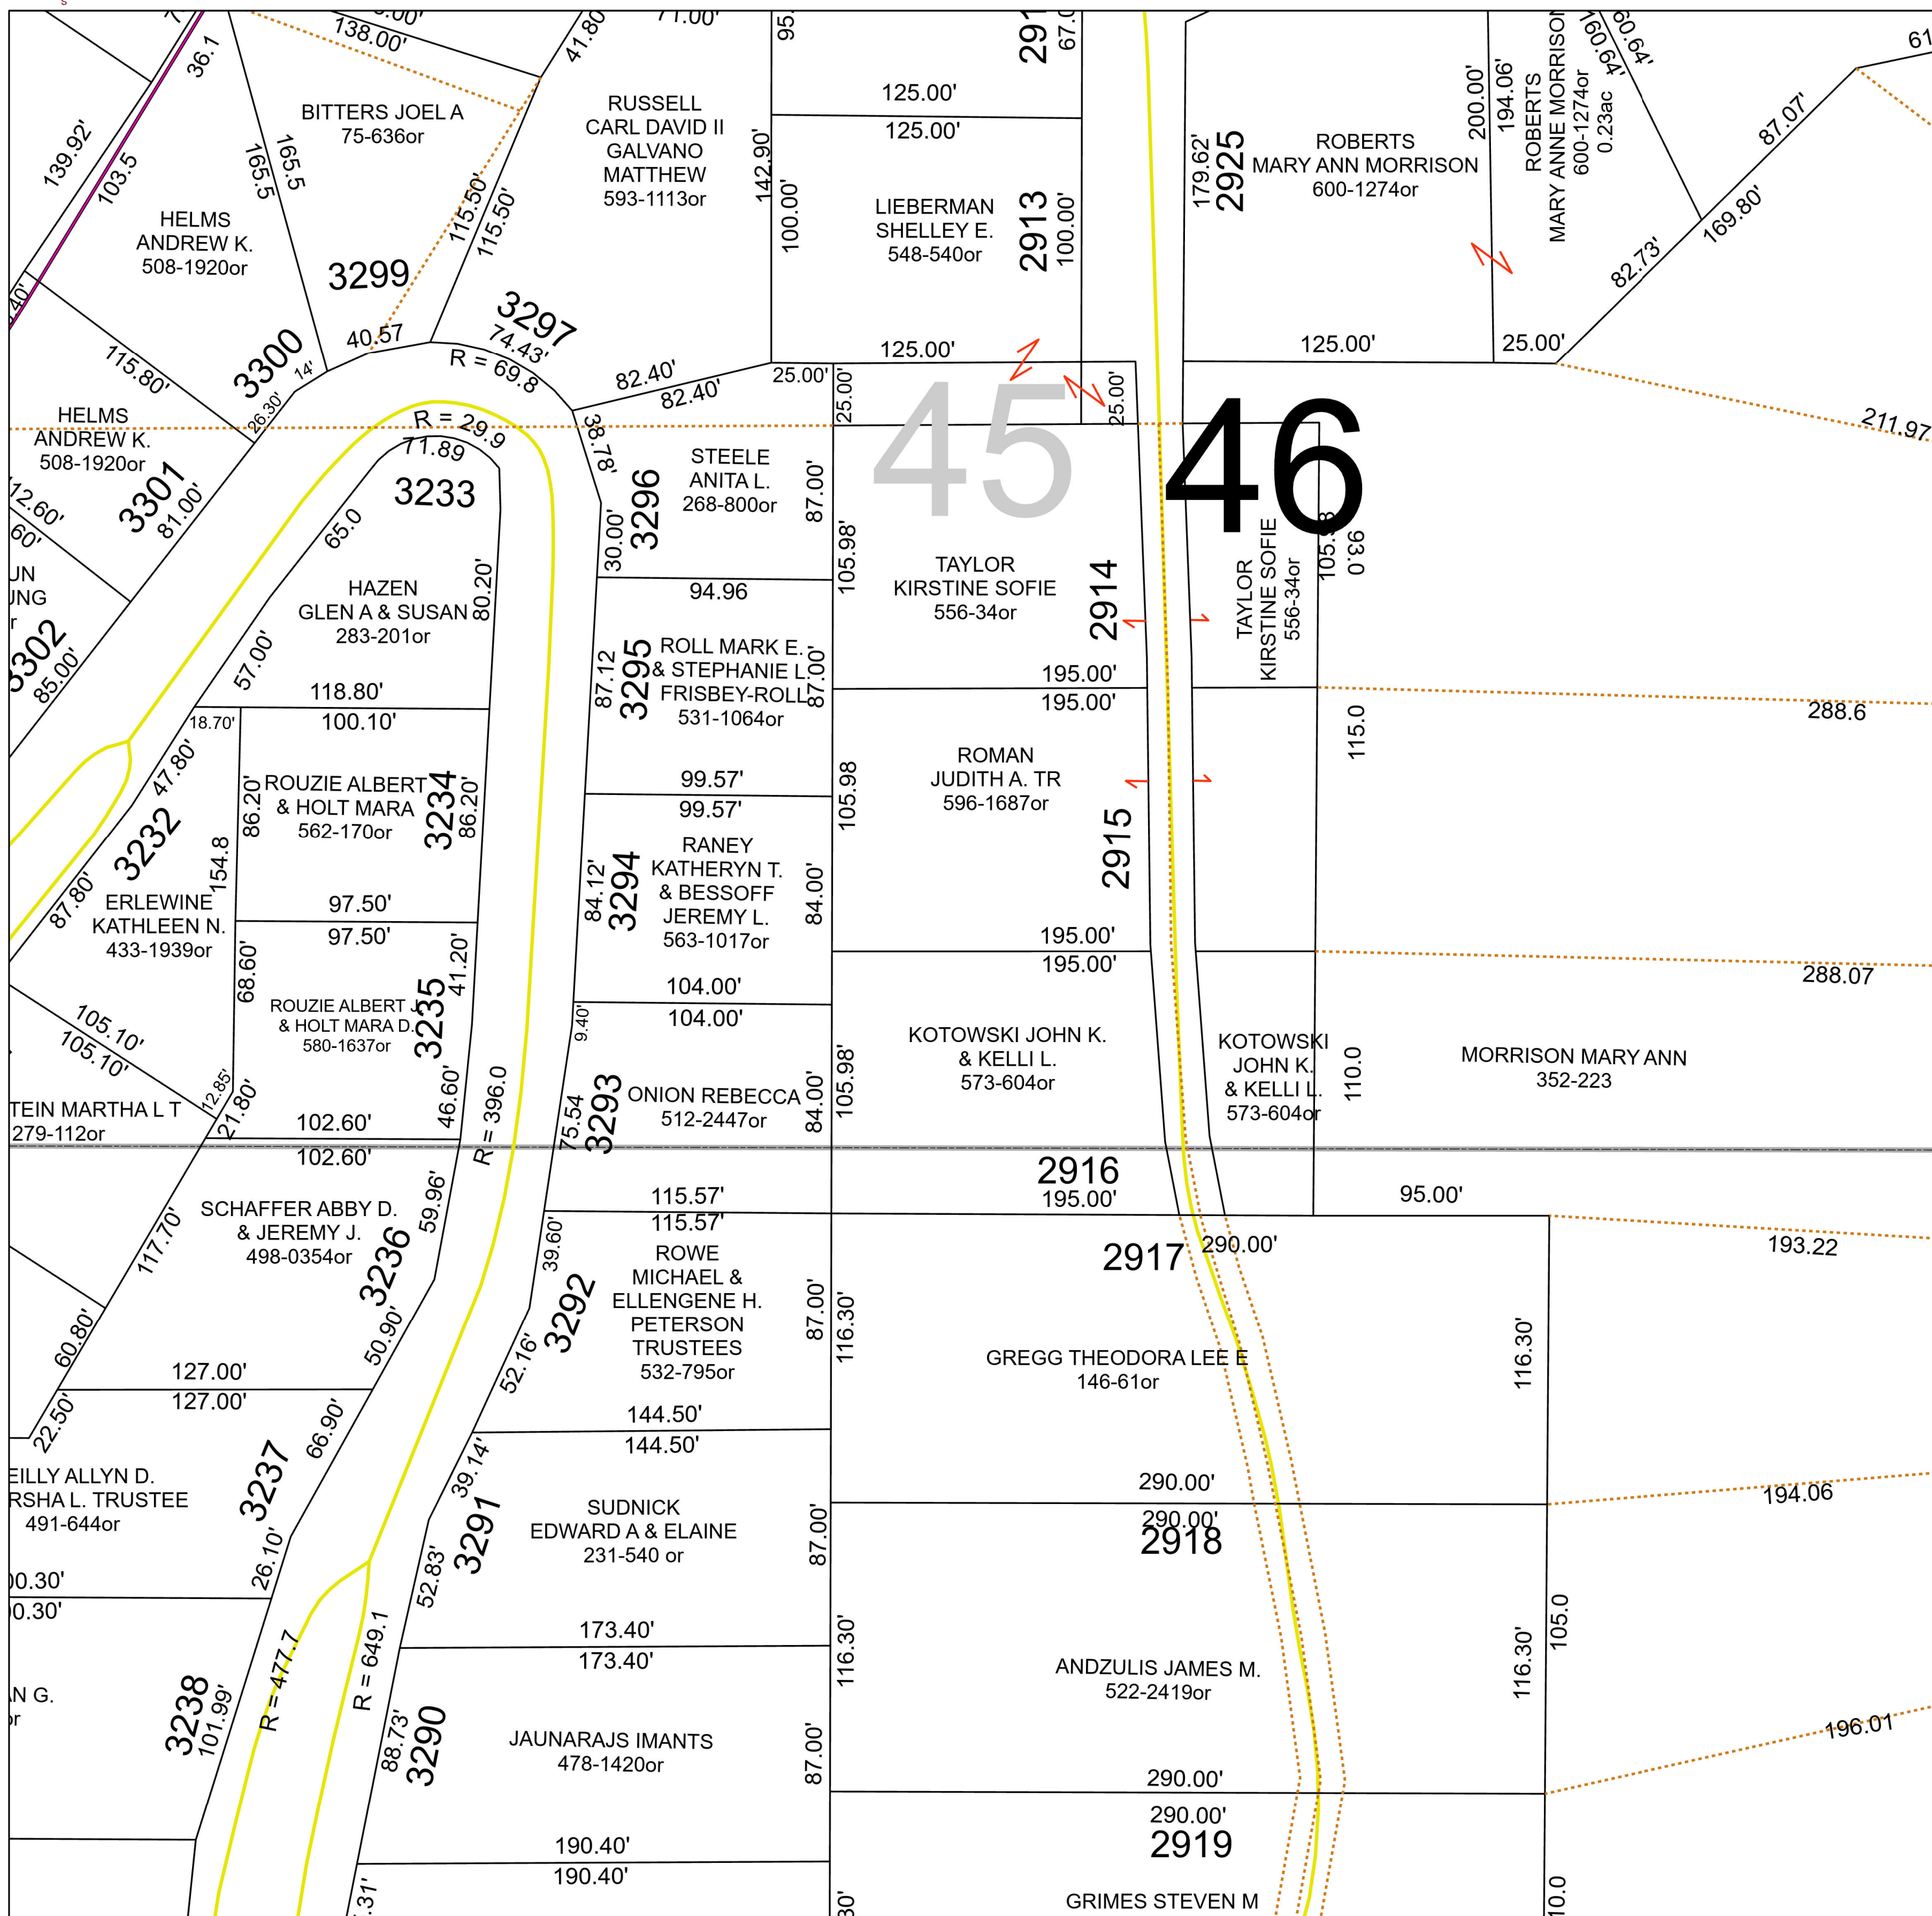 138.00'
41.80
71.00'
95.
36.1
139.92'
103.5
165.5
165.5
BITTERS JOEL A
75-636or
HELMS
ANDREW K.
508-1920or
3299
115.50'
115.50'
RUSSELL
CARL DAVID II
GALVANO
MATTHEW
593-1113or
142.90'
100.00'
125.00'
125.00'
LIEBERMAN
SHELLEY E.
548-540or
2913
100.00'
125.00'
179.62'
2925
ROBERTS
MARY ANN MORRISON
600-1274or
200.00'
194.06'
ROBERTS
MARY ANNE MORRISON
600-1274or
0.23ac
160.64'
60.64'
87.07'
169.80'
82.73'
125.00'
25.00'
211.97
3297
74.43'
R = 69.8
40.57
14'
3300
26.30'
115.80'
82.40'
82.40'
25.00'
25.00'
25.00'
45
46
HELMS
ANDREW K.
508-1920or
3301
81.00'
3302
85.00'
R = 29.9
71.89
3233
65.0
38.78'
30.00'
3296
STEELE
ANITA L.
268-800or
87.00'
94.96
HAZEN
GLEN A & SUSAN
283-201or
80.20'
57.00'
118.80'
105.98'
TAYLOR
KIRSTINE SOFIE
556-34or
2914
195.00'
195.00'
TAYLOR
KIRSTINE SOFIE
556-34or
93.0
87.12
3295
ROLL MARK E.
& STEPHANIE L.
FRISBEY-ROLL
531-1064or
87.00'
99.57'
99.57'
18.70'
100.10'
47.80'
86.20'
ROUZIE ALBERT
& HOLT MARA
562-170or
3234
86.20'
3232
154.8
ERLEWINE
KATHLEEN N.
433-1939or
87.80'
97.50'
97.50'
115.0
288.6
ROMAN
JUDITH A. TR
596-1687or
2915
105.98
195.00'
195.00'
288.07
84.12'
3294
RANEY
KATHERYN T.
& BESSOFF
JEREMY L.
563-1017or
84.00'
104.00'
104.00'
9.40'
68.60'
ROUZIE ALBERT J.
& HOLT MARA D.
580-1637or
3235
41.20'
46.60'
105.10'
105.10'
12.85'
21.80'
102.60'
102.60'
R = 396.0
75.54
3293
ONION REBECCA
512-2447or
84.00'
105.98'
KOTOWSKI JOHN K.
& KELLI L.
573-604or
KOTOWSKI
JOHN K.
& KELLI L.
573-604or
110.0
MORRISON MARY ANN
352-223
TEIN MARTHA L T
279-112or
2916
195.00'
95.00'
115.57'
115.57'
SCHAFFER ABBY D.
& JEREMY J.
498-0354or
3236
59.96'
50.90'
117.70'
60.80'
127.00'
127.00'
22.50'
39.60'
3292
52.16'
ROWE
MICHAEL &
ELLENGENE H.
PETERSON
TRUSTEES
532-795or
87.00'
116.30'
144.50'
144.50'
2917
290.00'
193.22
GREGG THEODORA LEE E
146-61or
116.30'
290.00'
290.00'
194.06
EILLY ALLYN D.
RSHA L. TRUSTEE
491-644or
3237
66.90'
26.10'
00.30'
00.30'
39.14'
3291
52.83'
SUDNICK
EDWARD A & ELAINE
231-540 or
87.00'
173.40'
173.40'
2918
ANDZULIS JAMES M.
522-2419or
116.30'
116.30'
105.0
196.01
R = 477.7
R = 649.1
3238
101.99'
AN G.
88.73'
3290
JAUNARAJS IMANTS
478-1420or
87.00'
190.40'
190.40'
290.00'
290.00'
2919
GRIMES STEVEN M